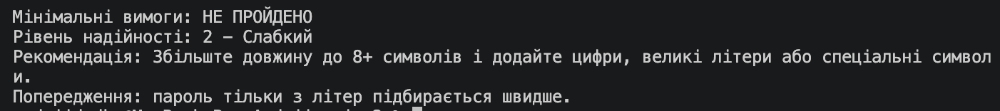 Мінімальні вимоги: НЕ ПРОЙДЕНО
Рівень надійності: 2 – Слабкий
Рекомендація: Збільште довжину до 8+ символів і додайте цифри, великі літери або спеціальні символ
и.
Попередження: пароль тільки з літер підбирається швидше.